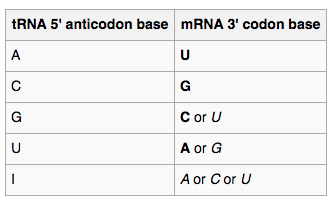 tRNA 5' anticodon base mRNA 3' codon base
A U
C G
G C or U
U A or G
I A or C or U